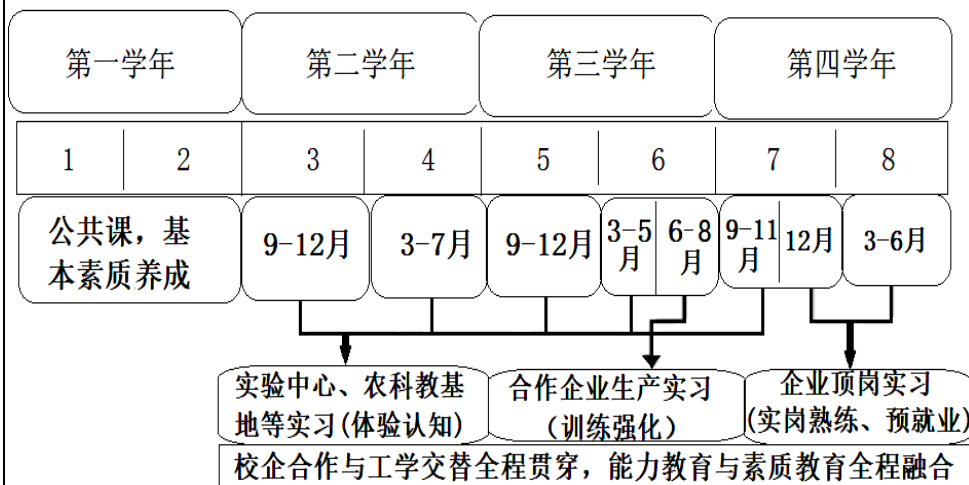 第一学年
第二学年
第三学年
第四学年
1
2
3
4
5
6
7
8
公共课，基
本素质养成
9-12月
3-7月
9-12月
3-5
月
6-8
月
9-11
月
12月
3-6月
实验中心、农科教基
地等实习(体验认知)
合作企业生产实习
（训练强化）
企业顶岗实习
(实岗熟练、预就业)
校企合作与工学交替全程贯穿，能力教育与素质教育全程融合